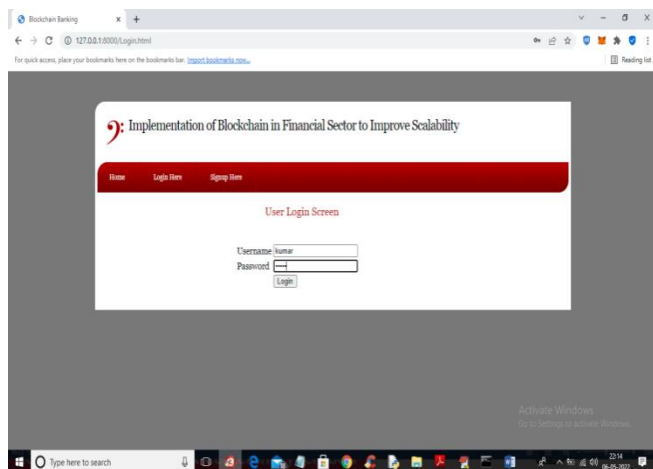 Blockchain Banking
127.0.0.1:8000/Login.html
For quick access, place your bookmarks here on the bookmarks bar. Import bookmarks now...
Reading list
Implementation of Blockchain in Financial Sector to Improve Scalability
Home Login Here Signup Here
User Login Screen
Username kumar
Password
Login
Activate Windows
Go to Settings to activate Windows.
Type here to search
22:14
06-05-2022